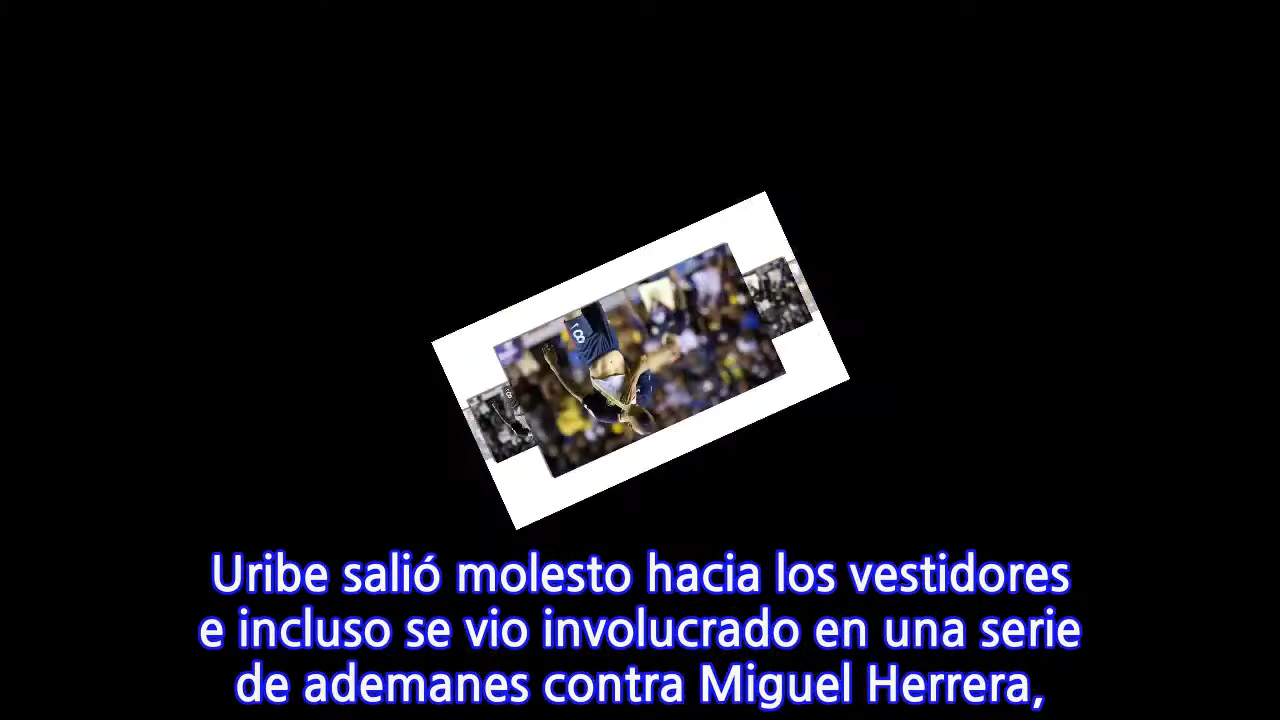 Uribe salió molesto hacia los vestidores
e incluso se vio involucrado en una serie
de ademanes contra Miguel Herrera,